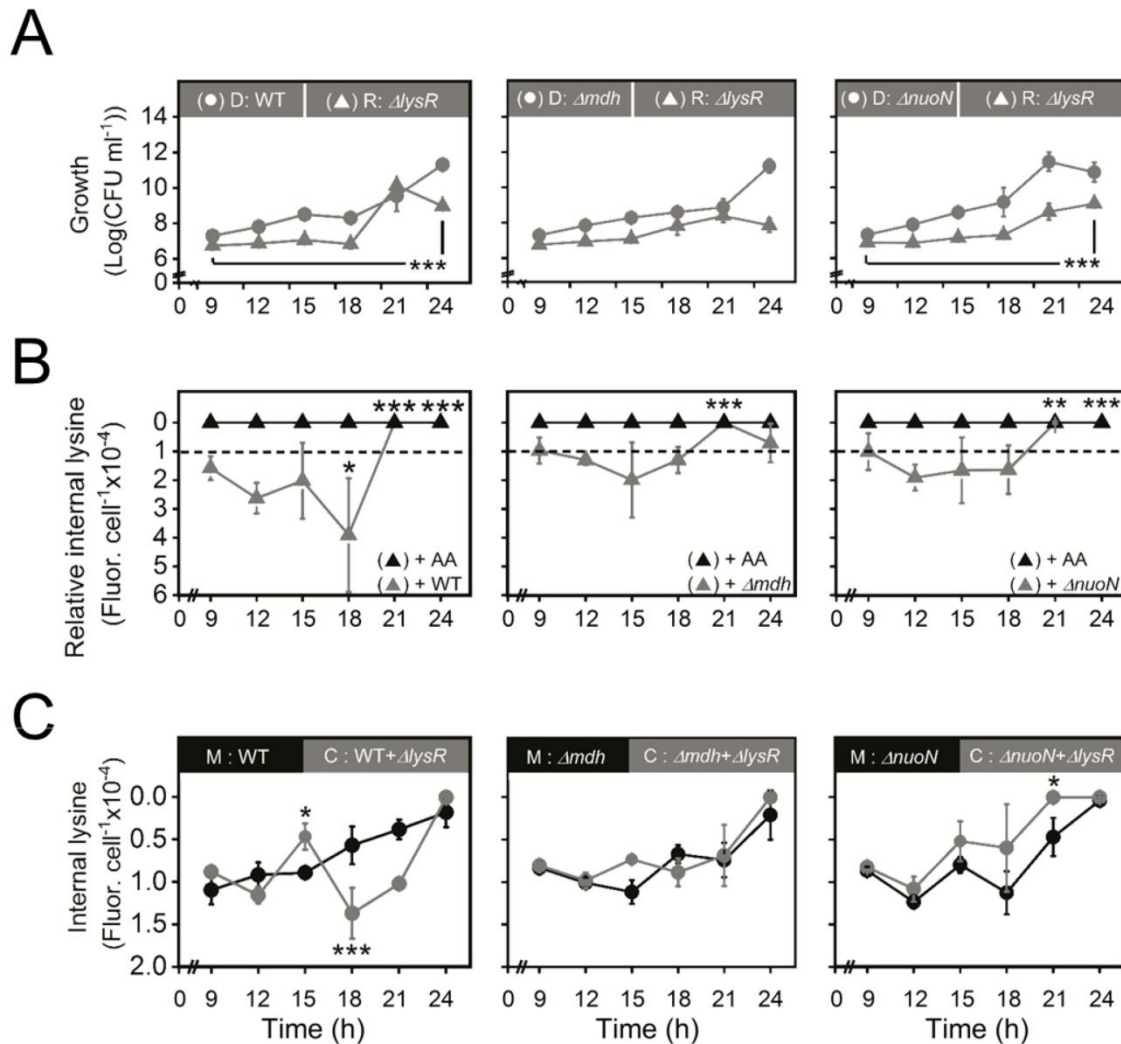 A
(●) D: WT (▲) R: ΔlysR
(●) D: Δmdh (▲) R: ΔlysR
(●) D: ΔnuoN (▲) R: ΔlysR
Growth
(Log(CFU ml⁻¹))
14
12
10
8
6
0
***
***
0 9 12 15 18 21 24
0 9 12 15 18 21 24
0 9 12 15 18 21 24
B
Relative internal lysine
(Fluor. cell⁻¹x10⁻⁴)
0
1
2
3
4
5
6
* *** ***
***
** ***
(▲) + AA
(▲) + WT
(▲) + AA
(▲) + Δmdh
(▲) + AA
(▲) + ΔnuoN
0 9 12 15 18 21 24
0 9 12 15 18 21 24
0 9 12 15 18 21 24
C
M : WT C : WT+ΔlysR
M : Δmdh C : Δmdh+ΔlysR
M : ΔnuoN C : ΔnuoN+ΔlysR
Internal lysine
(Fluor. cell⁻¹x10⁻⁴)
0.0
0.5
1.0
1.5
2.0
*
***
*
0 9 12 15 18 21 24
0 9 12 15 18 21 24
0 9 12 15 18 21 24
Time (h)
Time (h)
Time (h)